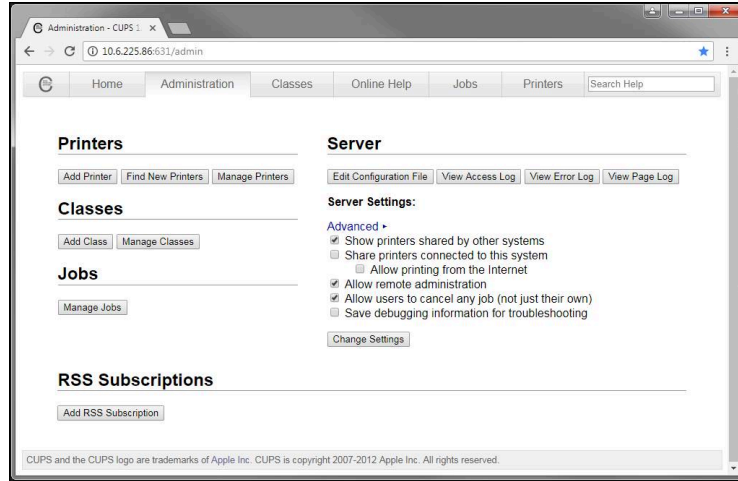 Administration - CUPS 1
10.6.225.86:631/admin
Home Administration Classes Online Help Jobs Printers Search Help
Printers
Add Printer Find New Printers Manage Printers
Classes
Add Class Manage Classes
Jobs
Manage Jobs
Server
Edit Configuration File View Access Log View Error Log View Page Log
Server Settings:
Advanced
Show printers shared by other systems
Share printers connected to this system
Allow printing from the Internet
Allow remote administration
Allow users to cancel any job (not just their own)
Save debugging information for troubleshooting
Change Settings
RSS Subscriptions
Add RSS Subscription
CUPS and the CUPS logo are trademarks of Apple Inc. CUPS is copyright 2007-2012 Apple Inc. All rights reserved.